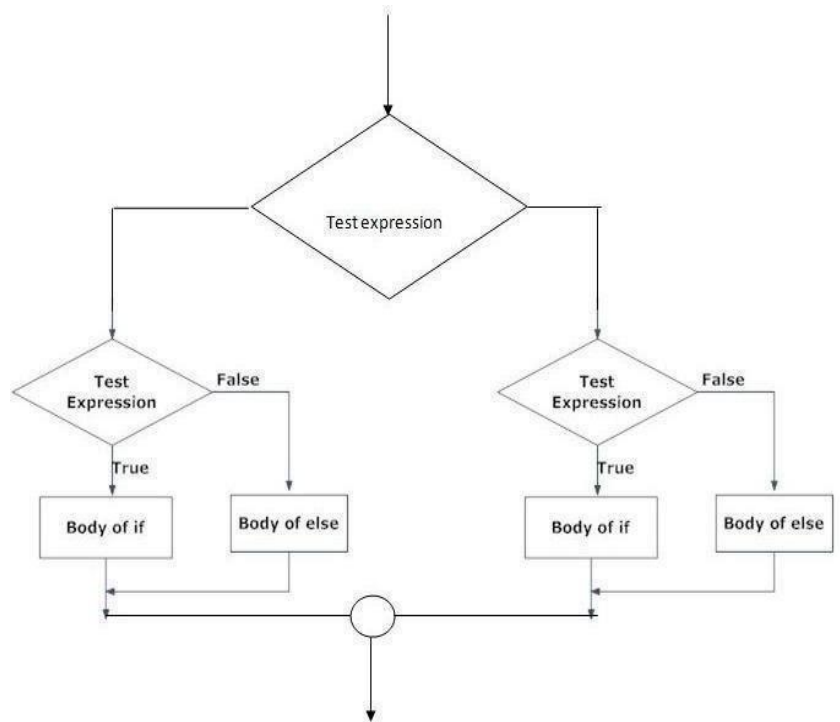 Test expression
Test
Expression
False
True
Body of if
Body of else
Test
Expression
False
True
Body of if
Body of else